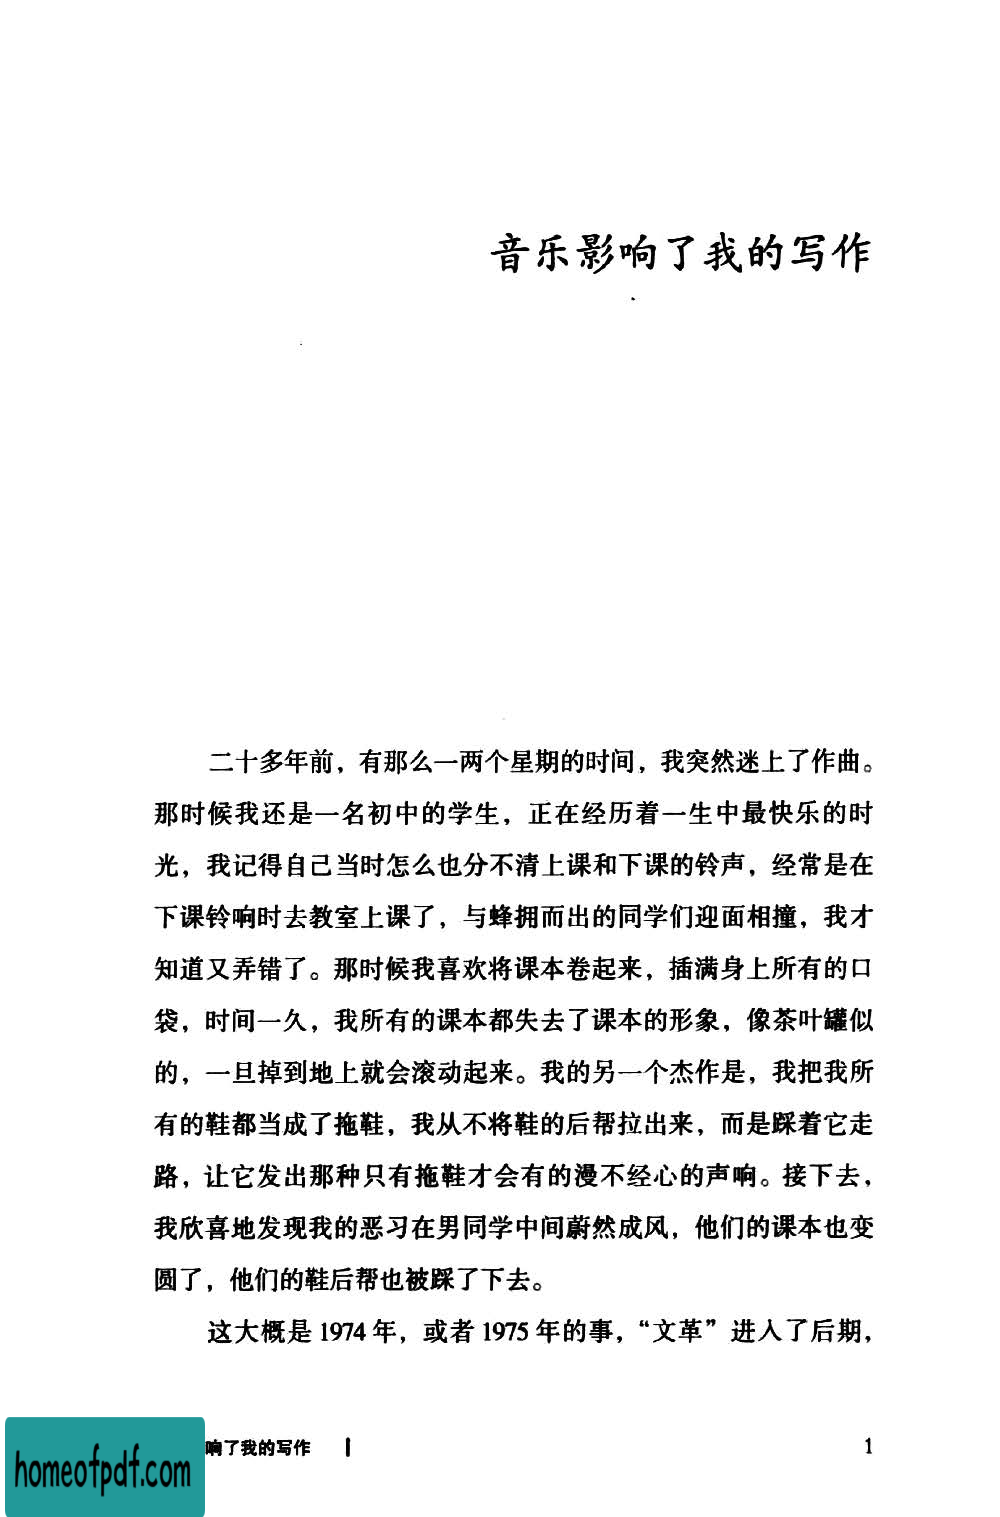 音乐影响了我的写作
二十多年前，有那么一两个星期的时间，我突然迷上了作曲。
那时候我还是一名初中的学生，正在经历着一生中最快乐的时
光，我记得自己当时怎么也分不清上课和下课的铃声，经常是在
下课铃响时去教室上课了，与蜂拥而出的同学们迎面相撞，我才
知道又弄错了。那时候我喜欢将课本卷起来，插满身上所有的口
袋，时间一久，我所有的课本都失去了课本的形象，像茶叶罐似
的，一旦掉到地上就会滚动起来。我的另一个杰作是，我把我所
有的鞋都当成了拖鞋，我从不将鞋的后帮拉出来，而是踩着它走
路，让它发出那种只有拖鞋才会有的漫不经心的声响。接下去，
我欣喜地发现我的恶习在男同学中间蔚然成风，他们的课本也变
圆了，他们的鞋后帮也被踩了下去。
这大概是 1974 年，或者 1975 年的事，“文革”进入了后期，
响了我的写作 1
homeofpdf.com